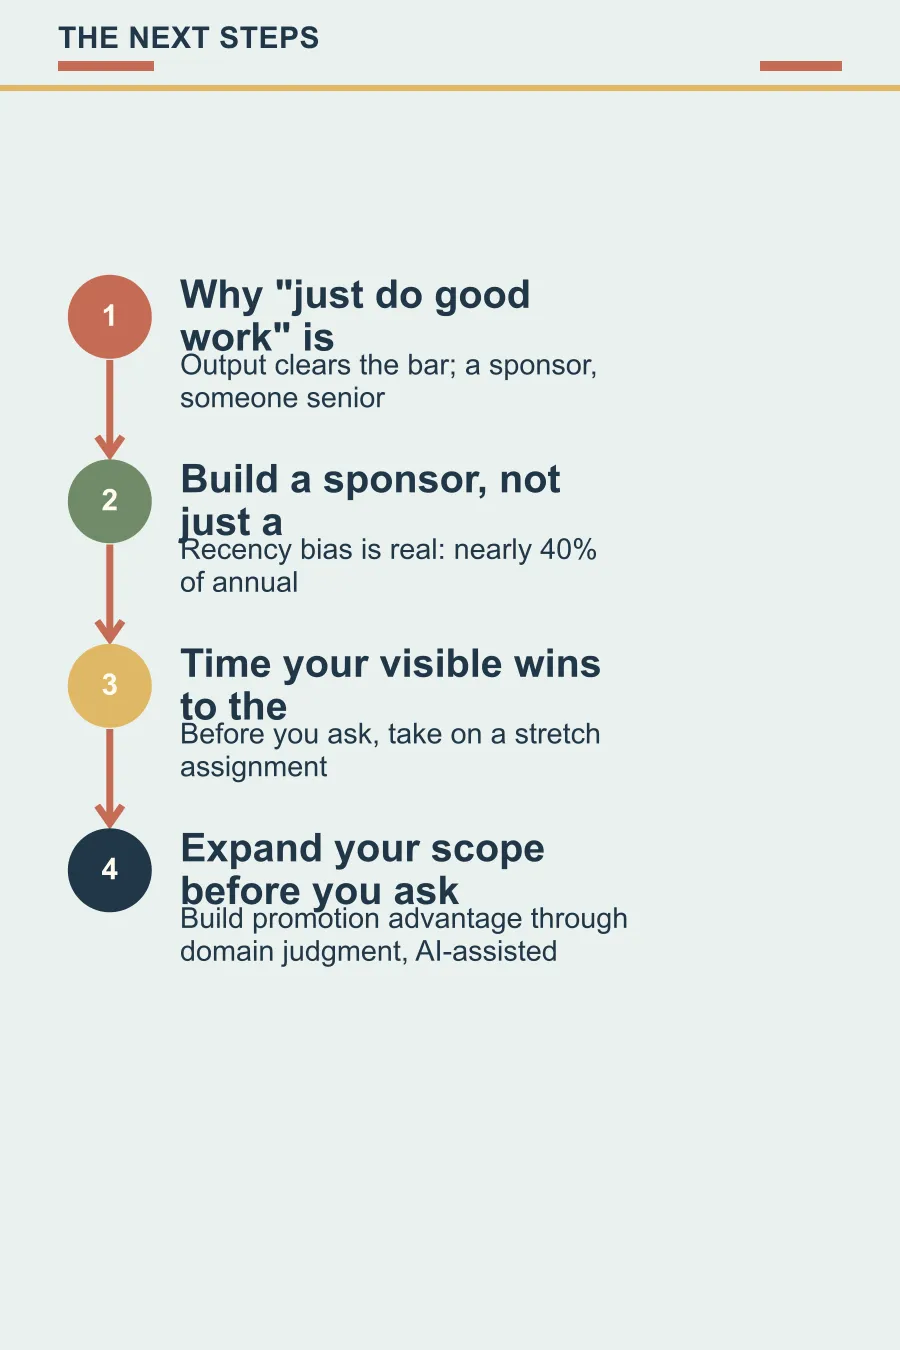 THE NEXT STEPS
1
Why "just do good
work" is
Output clears the bar; a sponsor,
someone senior
2
Build a sponsor, not
just a
Recency bias is real: nearly 40%
of annual
3
Time your visible wins
to the
Before you ask, take on a stretch
assignment
4
Expand your scope
before you ask
Build promotion advantage through
domain judgment, AI-assisted